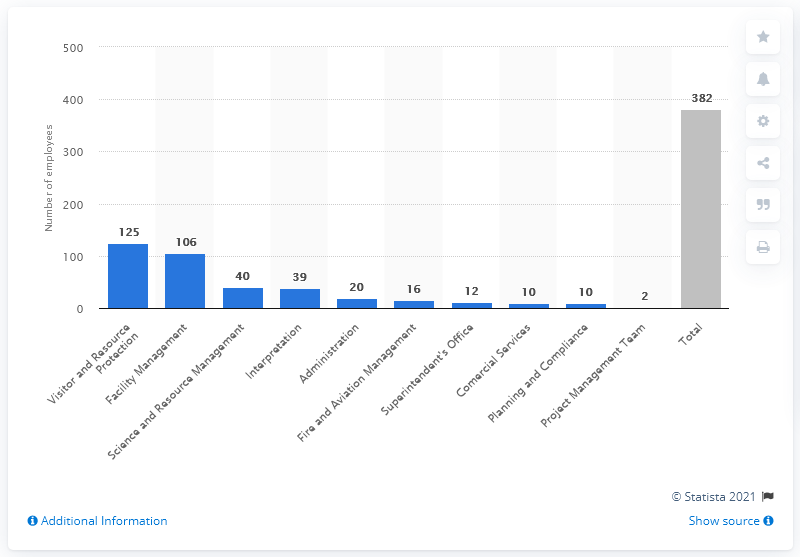 500
400
300
200
100
0
Number of employees
125
106
40
39
20
16
12
10
10
2
382
Visitor and Resource
Protection
Facility Management
Science and Resource Management
Interpretation
Administration
Fire and Aviation Management
Superintendent's Office
Comercial Services
Planning and Compliance
Project Management Team
Total
© Statista 2021
Additional Information
Show source